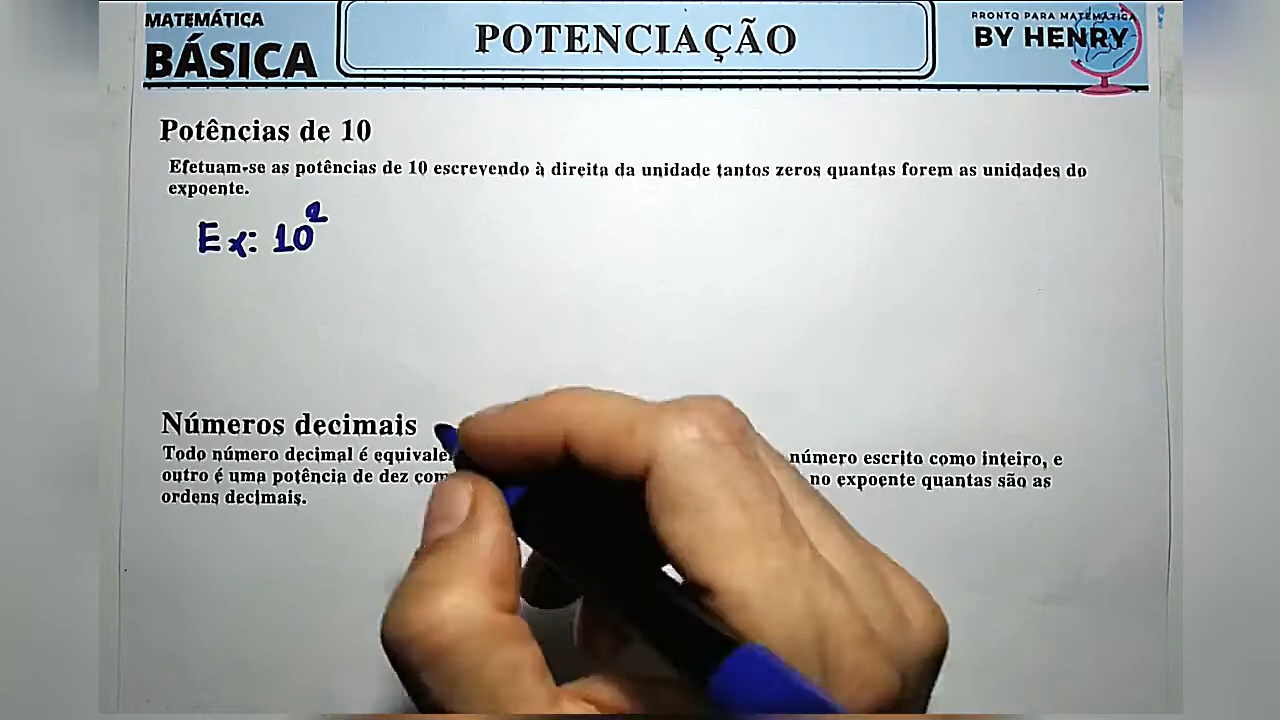 MATEMÁTICA
BÁSICA
POTENCIAÇÃO
PRONTO PARA MATEMÁTICA
BY HENRY
Potências de 10
Efetuam-se as potências de 10 escrevendo à direita da unidade tantos zeros quantas forem as unidades do
expoente.
Ex: 10²
Números decimais
Todo número decimal é número escrito como inteiro, e
outro é uma potência de dez no expoente quantas são as
ordens decimais.